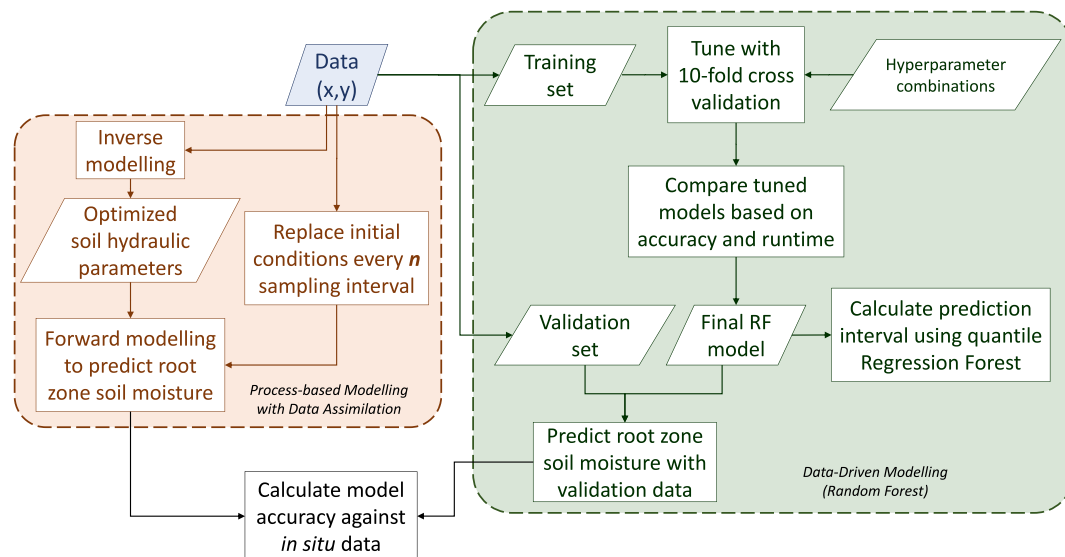 Data
(x,y)
Inverse
modelling
Optimized
soil hydraulic
parameters
Replace initial
conditions every n
sampling interval
Forward modelling
to predict root
zone soil moisture
Process-based Modelling
with Data Assimilation
Training
set
Tune with
10-fold cross
validation
Hyperparameter
combinations
Compare tuned
models based on
accuracy and runtime
Validation
set
Final RF
model
Calculate prediction
interval using quantile
Regression Forest
Predict root zone
soil moisture with
validation data
Data-Driven Modelling
(Random Forest)
Calculate model
accuracy against
in situ data